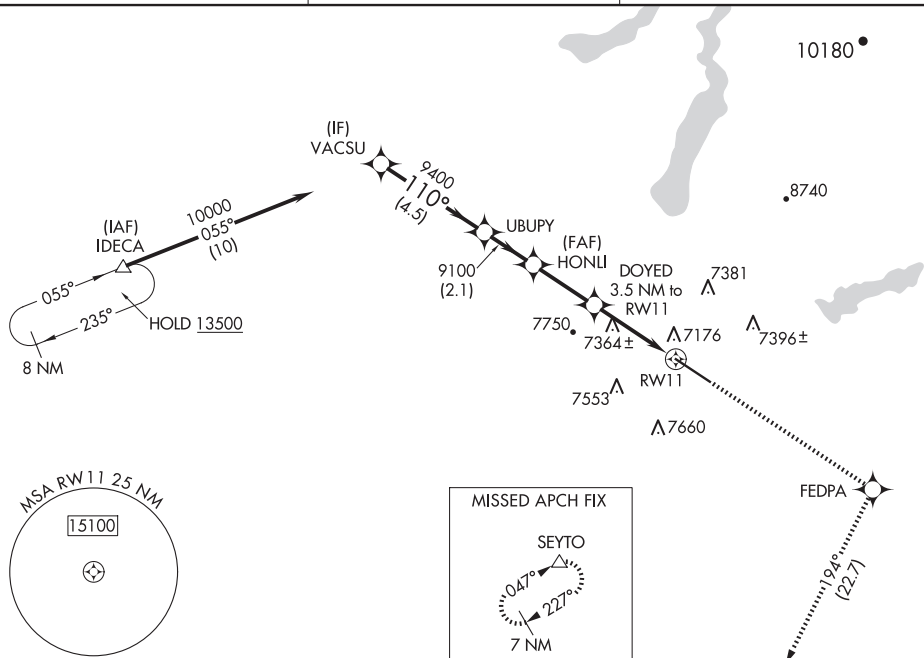 10180
(IF)
VACSU
9400
110°
(4.5)
8740
(IAF)
IDECA
10000
055°
(10)
UBUPY
(FAF)
HONLI
9100
(2.1)
DOYED
3.5 NM to
RW11
7381
055°
235°
HOLD 13500
8 NM
7750
7364±
7176
7396±
RW11
7553
7660
MSA RW11 25 NM
15100
FEDPA
MISSED APCH FIX
SEYTO
047°
227°
7 NM
194°
(22.7)